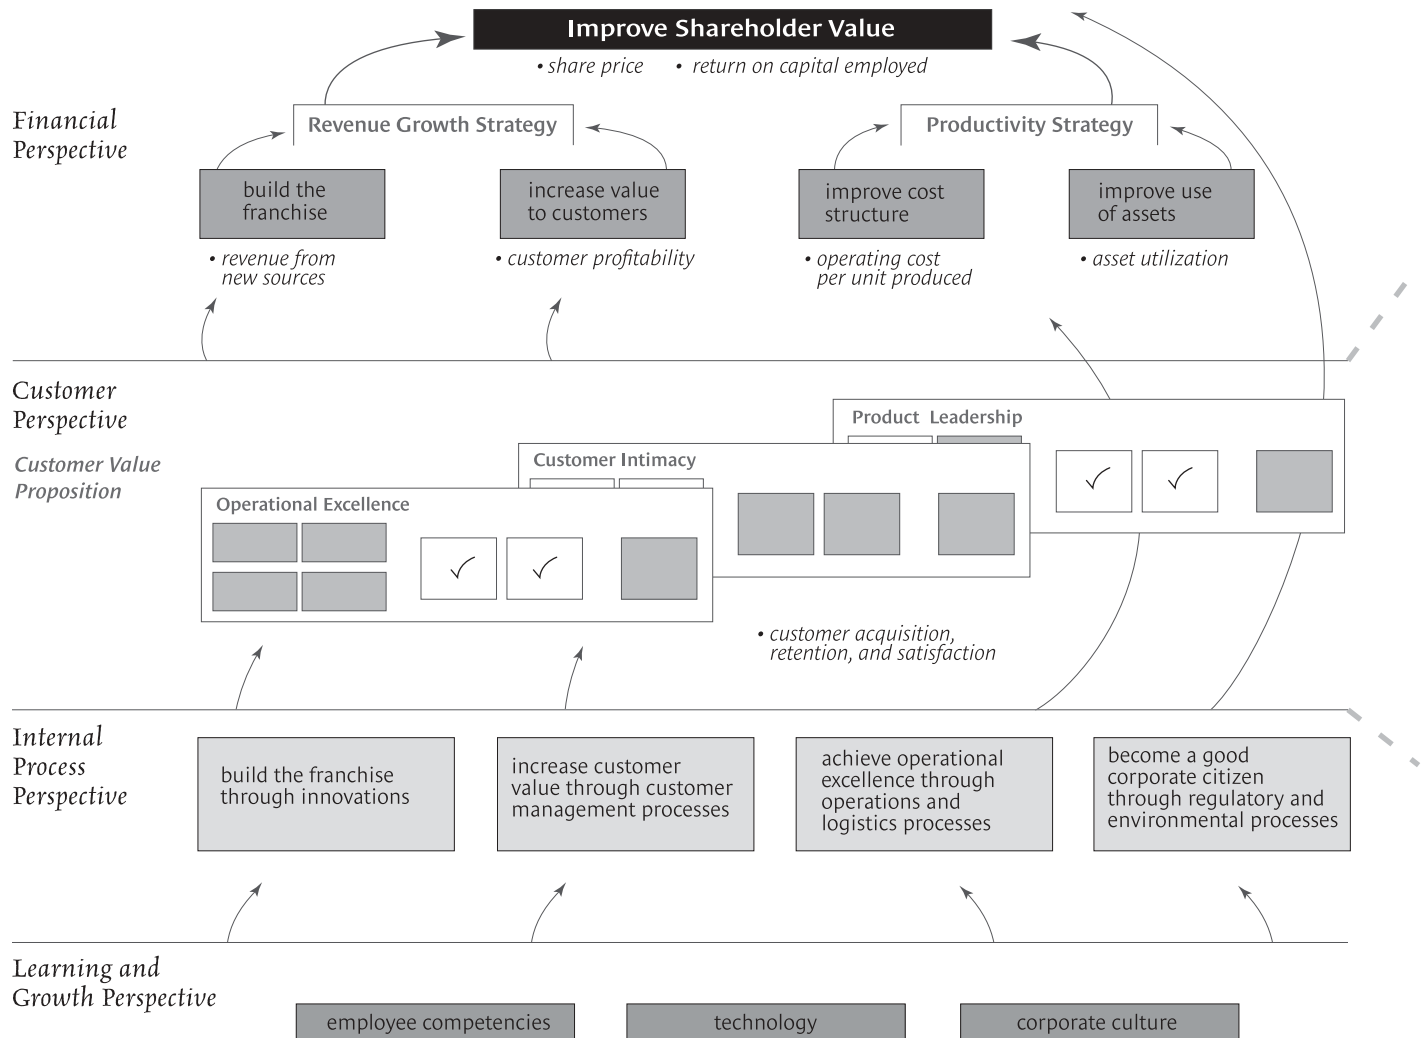 Improve Shareholder Value
• share price • return on capital employed
Financial
Perspective
Revenue Growth Strategy
Productivity Strategy
build the
franchise
increase value
to customers
improve cost
structure
improve use
of assets
• revenue from
new sources
• customer profitability
• operating cost
per unit produced
• asset utilization
Customer
Perspective
Customer Value
Proposition
Product Leadership
Customer Intimacy
Operational Excellence
• customer acquisition,
retention, and satisfaction
Internal
Process
Perspective
build the franchise
through innovations
increase customer
value through customer
management processes
achieve operational
excellence through
operations and
logistics processes
become a good
corporate citizen
through regulatory and
environmental processes
Learning and
Growth Perspective
employee competencies
technology
corporate culture